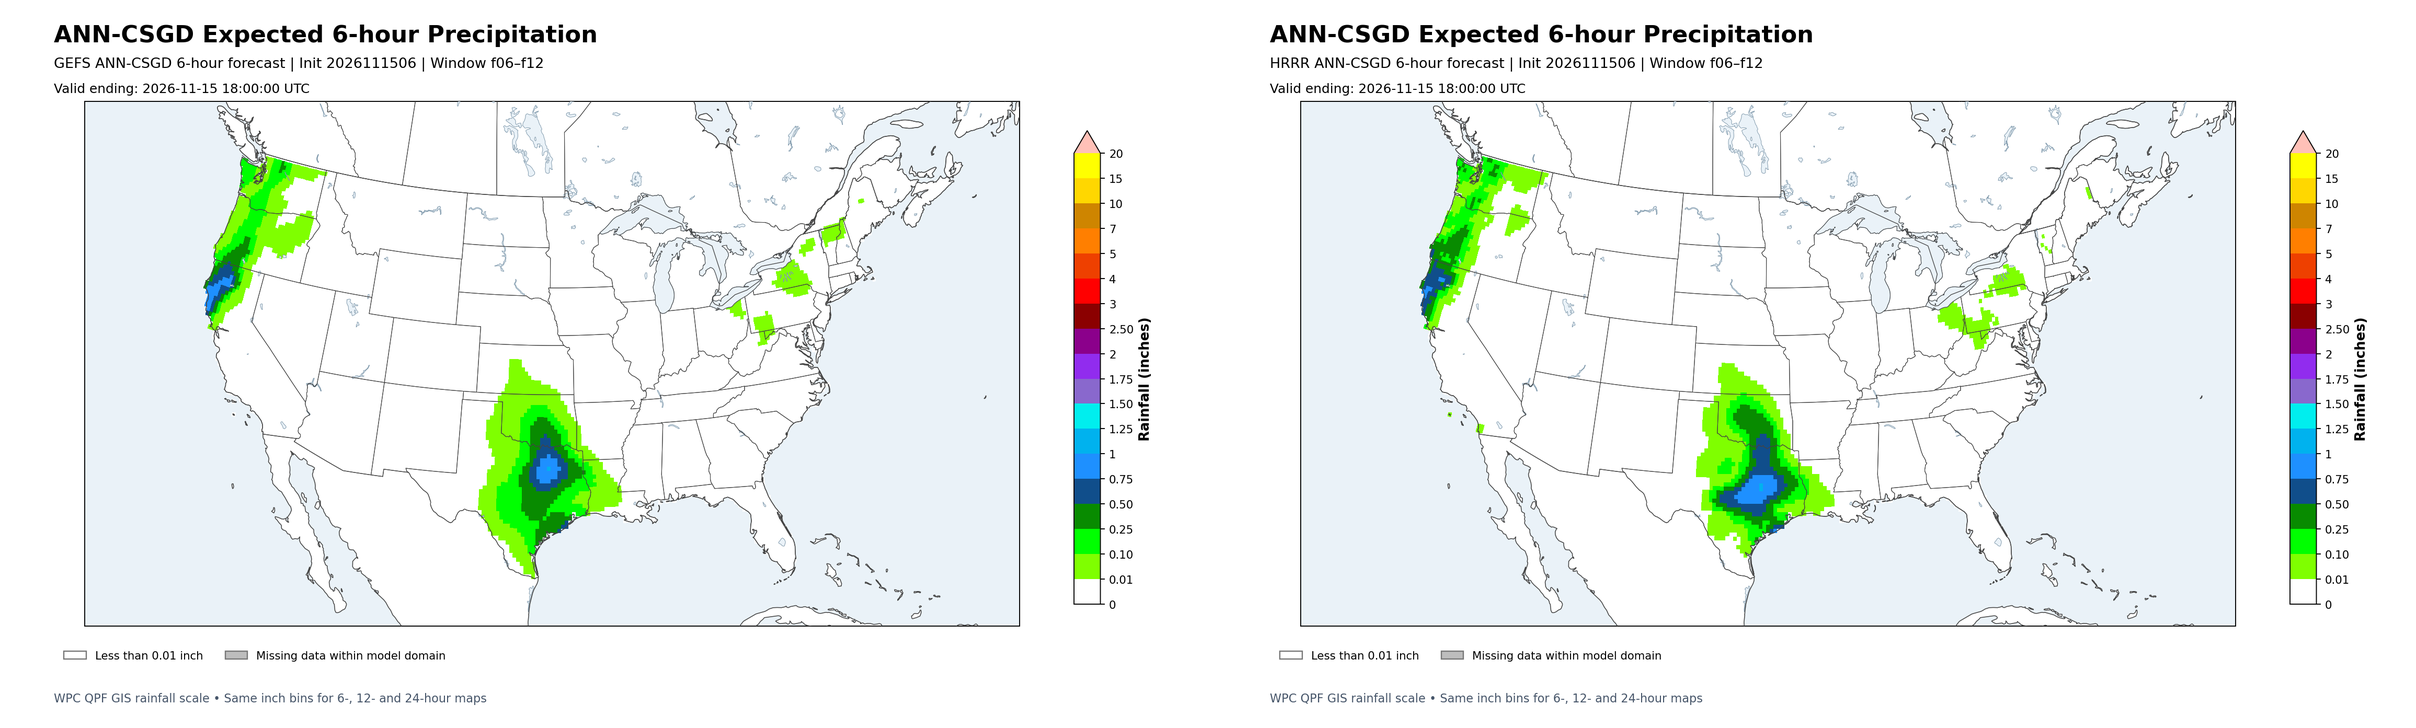 ANN-CSGD Expected 6-hour Precipitation
GEFS ANN-CSGD 6-hour forecast | Init 2026111506 | Window f06–f12
Valid ending: 2026-11-15 18:00:00 UTC
20
15
10
7
5
4
3
2.50
2
1.75
1.50
1.25
1
0.75
0.50
0.25
0.10
0.01
0
Rainfall (inches)
Less than 0.01 inch
Missing data within model domain
WPC QPF GIS rainfall scale • Same inch bins for 6-, 12- and 24-hour maps
ANN-CSGD Expected 6-hour Precipitation
HRRR ANN-CSGD 6-hour forecast | Init 2026111506 | Window f06–f12
Valid ending: 2026-11-15 18:00:00 UTC
20
15
10
7
5
4
3
2.50
2
1.75
1.50
1.25
1
0.75
0.50
0.25
0.10
0.01
0
Rainfall (inches)
Less than 0.01 inch
Missing data within model domain
WPC QPF GIS rainfall scale • Same inch bins for 6-, 12- and 24-hour maps